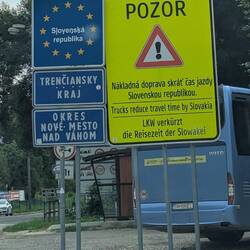 Slovenská
republika
TRENČIANSKY
KRAJ
OKRES
NOVÉ MESTO
NAD VÁHOM
POZOR
Nákladná doprava skráť čas jazdy
Slovenskou republikou.
Trucks reduce travel time by Slovakia
LKW verkürzt
die Reisezeit der Slowakei